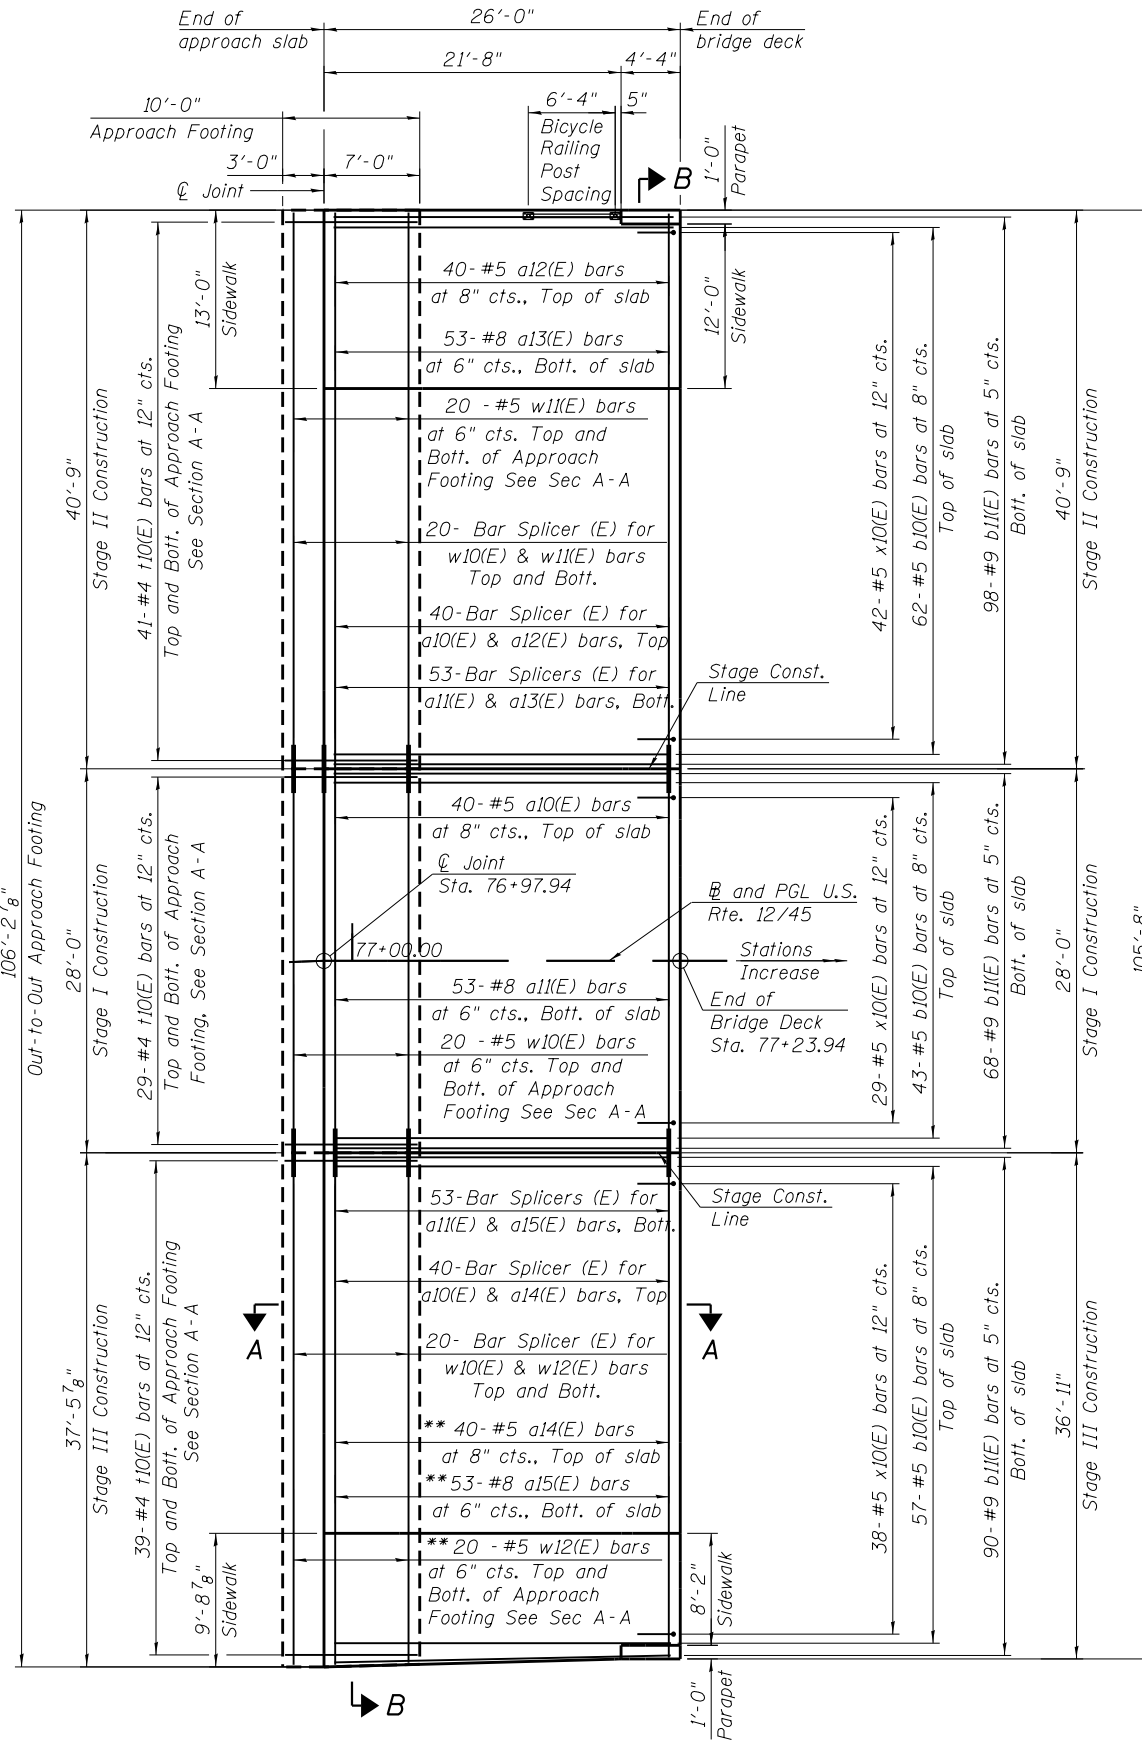 End of
approach slab
26'-0"
End of
bridge deck
21'-8"
4'-4"
10'-0"
Approach Footing
6'-4"
5"
Bicycle
Railing
Post
Spacing
3'-0"
7'-0"
℄ Joint
B
1'-0"
Parapet
13'-0"
Sidewalk
12'-0"
Sidewalk
40-#5 a12(E) bars
at 8" cts., Top of slab
53-#8 a13(E) bars
at 6" cts., Bott. of slab
20 -#5 w11(E) bars
at 6" cts. Top and
Bott. of Approach
Footing See Sec A-A
20- Bar Splicer (E) for
w10(E) & w11(E) bars
Top and Bott.
40-Bar Splicer (E) for
a10(E) & a12(E) bars, Top
53-Bar Splicers (E) for
a11(E) & a13(E) bars, Bott.
Stage Const.
Line
40'-9"
Stage II Construction
41-#4 t10(E) bars at 12" cts.
Top and Bott. of Approach Footing
See Section A-A
42-#5 x10(E) bars at 12" cts.
62-#5 b10(E) bars at 8" cts.
Top of slab
98-#9 b11(E) bars at 5" cts.
Bott. of slab
40'-9"
Stage II Construction
106'-2 7/8"
Out-to-Out Approach Footing
28'-0"
Stage I Construction
29-#4 t10(E) bars at 12" cts.
Top and Bott. of Approach
Footing, See Section A-A
40-#5 a10(E) bars
at 8" cts., Top of slab
℄ Joint
Sta. 76+97.94
77+00.00
and PGL U.S.
Rte. 12/45
Stations
Increase
53-#8 a11(E) bars
at 6" cts., Bott. of slab
20 -#5 w10(E) bars
at 6" cts. Top and
Bott. of Approach
Footing See Sec A-A
End of
Bridge Deck
Sta. 77+23.94
29-#5 x10(E) bars at 12" cts.
43-#5 b10(E) bars at 8" cts.
Top of slab
68-#9 b11(E) bars at 5" cts.
Bott. of slab
28'-0"
Stage I Construction
105'-8"
53-Bar Splicers (E) for
a11(E) & a15(E) bars, Bott.
Stage Const.
Line
40-Bar Splicer (E) for
a10(E) & a14(E) bars, Top
A
A
20- Bar Splicer (E) for
w10(E) & w12(E) bars
Top and Bott.
** 40-#5 a14(E) bars
at 8" cts., Top of slab
** 53-#8 a15(E) bars
at 6" cts., Bott. of slab
** 20 -#5 w12(E) bars
at 6" cts. Top and
Bott. of Approach
Footing See Sec A-A
37'-5 7/8"
Stage III Construction
39-#4 t10(E) bars at 12" cts.
Top and Bott. of Approach Footing
See Section A-A
9'-8 7/8"
Sidewalk
8'-2"
Sidewalk
38-#5 x10(E) bars at 12" cts.
57-#5 b10(E) bars at 8" cts.
Top of slab
90-#9 b11(E) bars at 5" cts.
Bott. of slab
36'-11"
Stage III Construction
B
1'-0"
Parapet